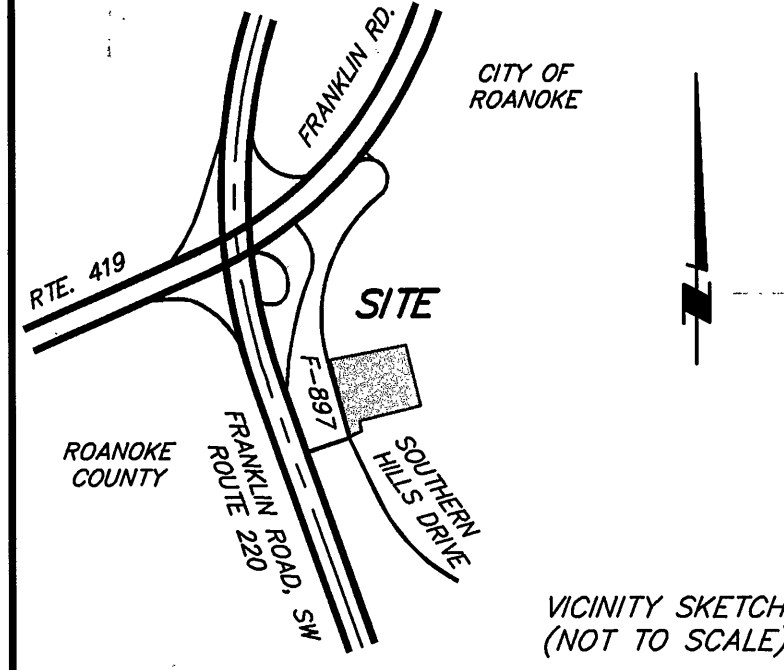 FRANKLIN RD.
CITY OF
ROANOKE
RTE. 419
SITE
N
F-897
ROANOKE
COUNTY
FRANKLIN ROAD, SW
ROUTE 220
SOUTHERN
HILLS DRIVE
VICINITY SKETCH
(NOT TO SCALE)